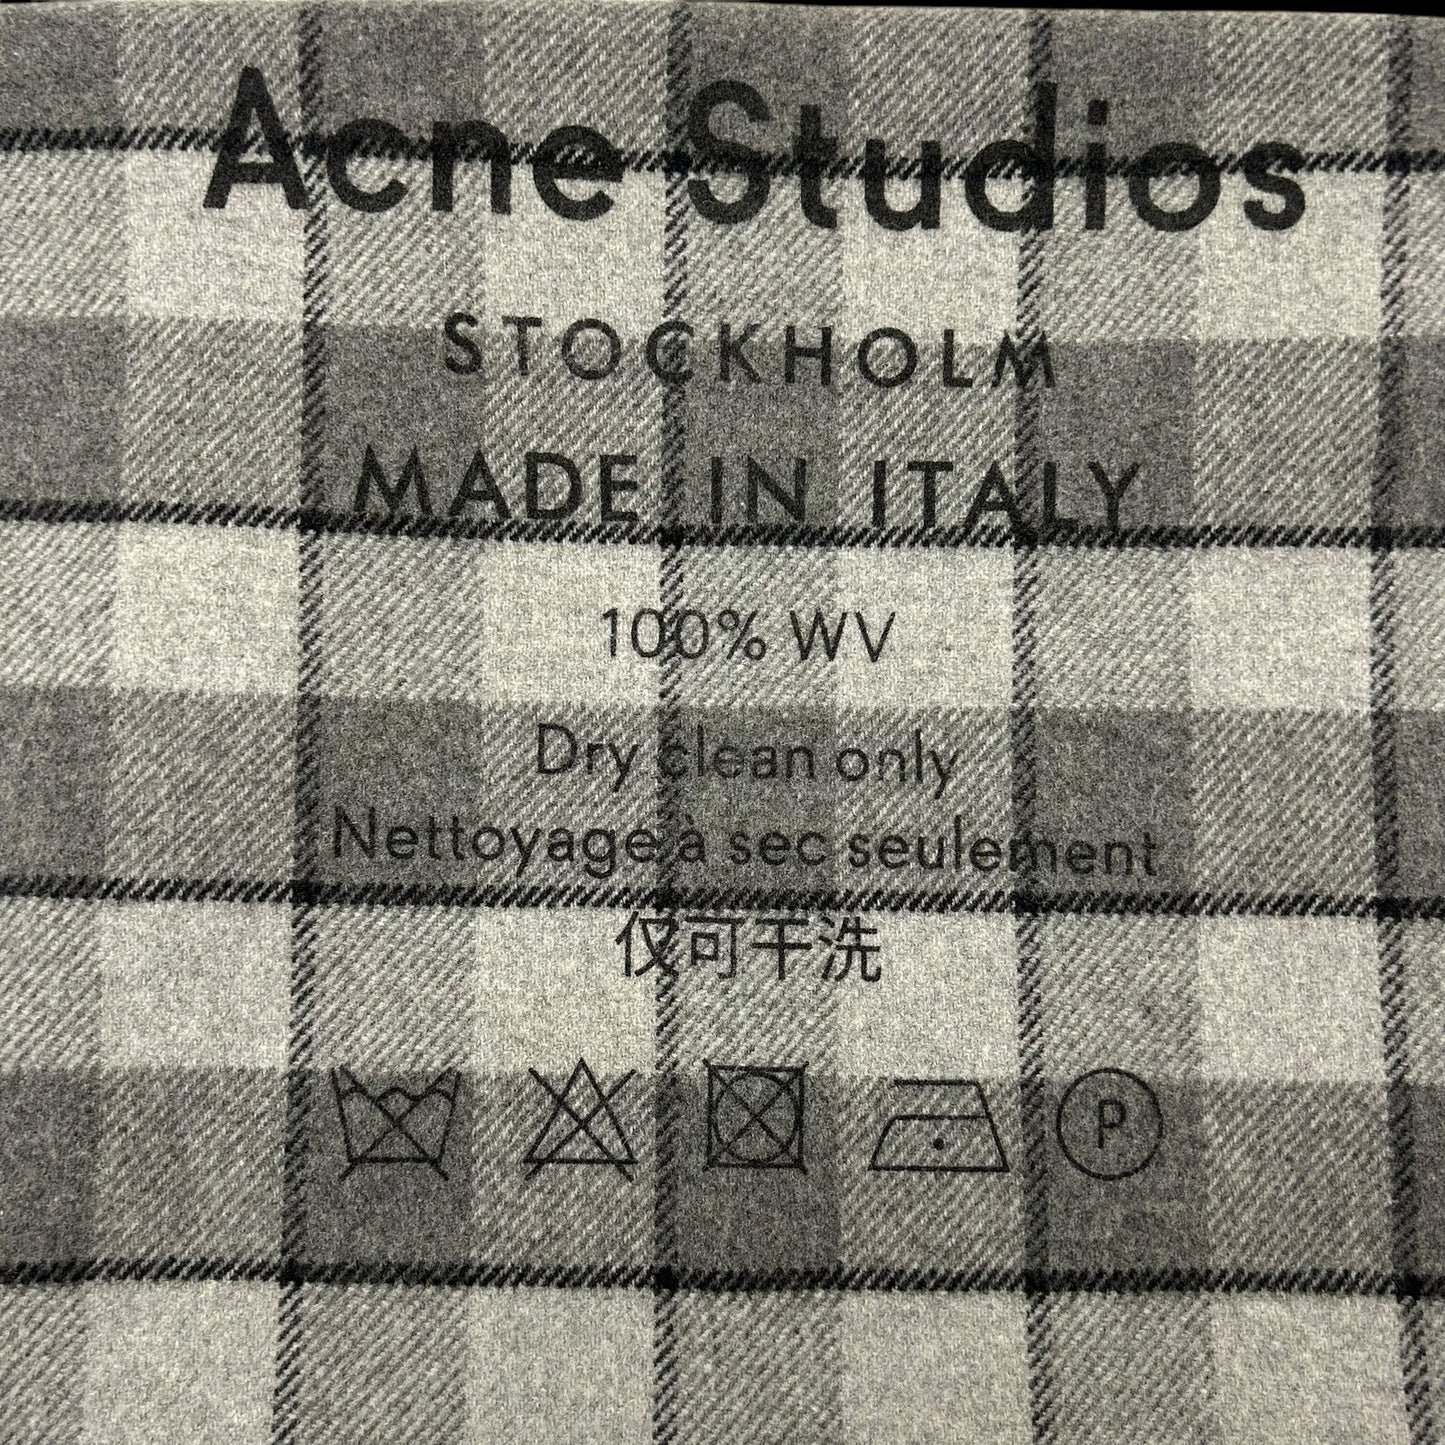 Acne Studios
STOCKHOLM
MADE IN ITALY
100% WV
Dry clean only
Nettoyage à sec seulement
仅可干洗
P